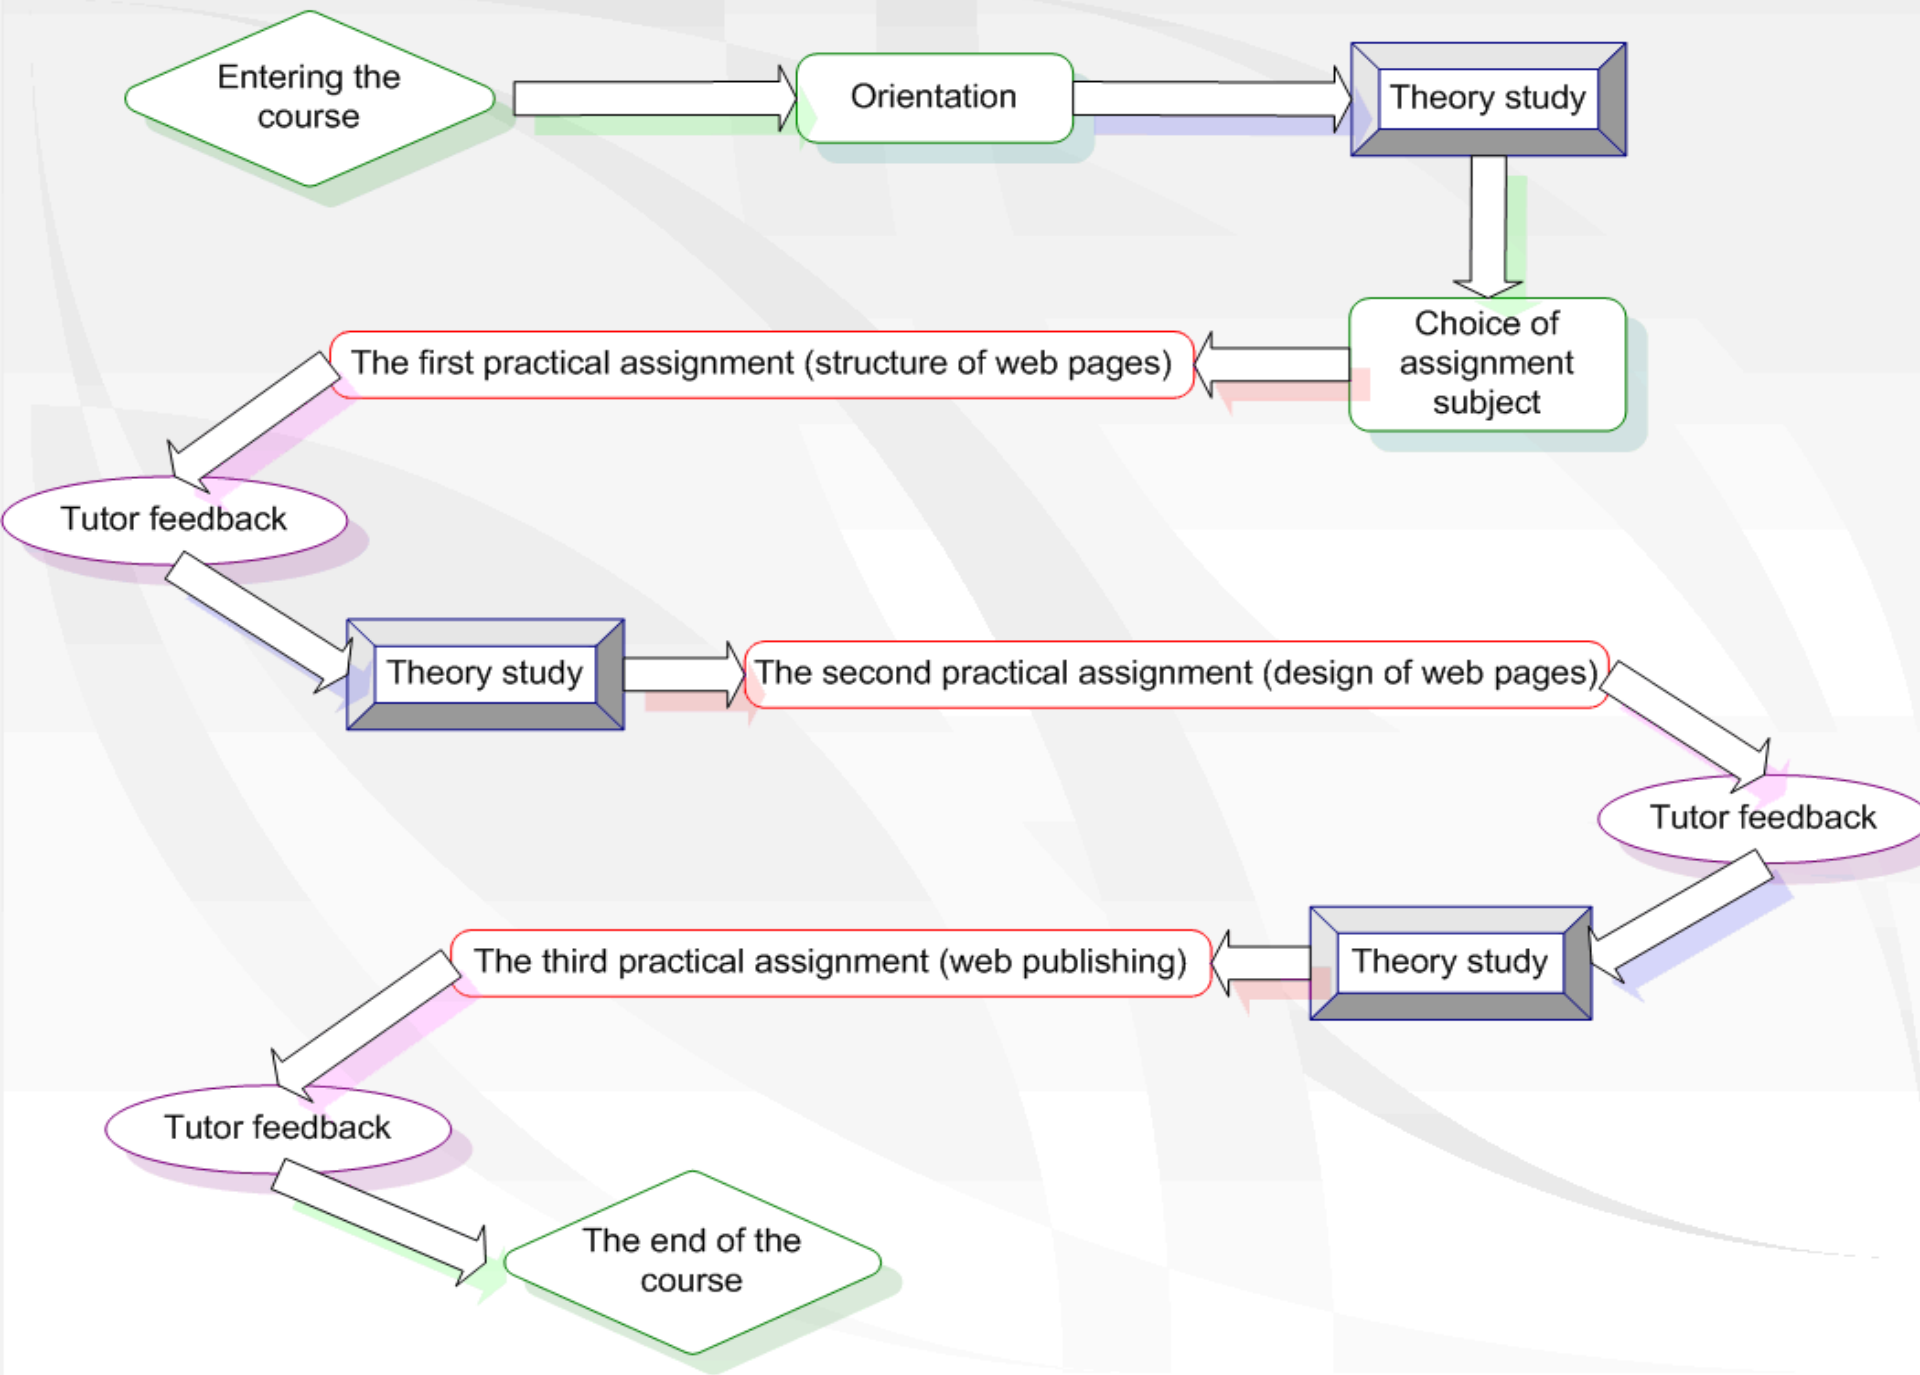 Entering the
course
Orientation
Theory study
Choice of
assignment
subject
The first practical assignment (structure of web pages)
Tutor feedback
Theory study
The second practical assignment (design of web pages)
Tutor feedback
Theory study
The third practical assignment (web publishing)
Tutor feedback
The end of the
course